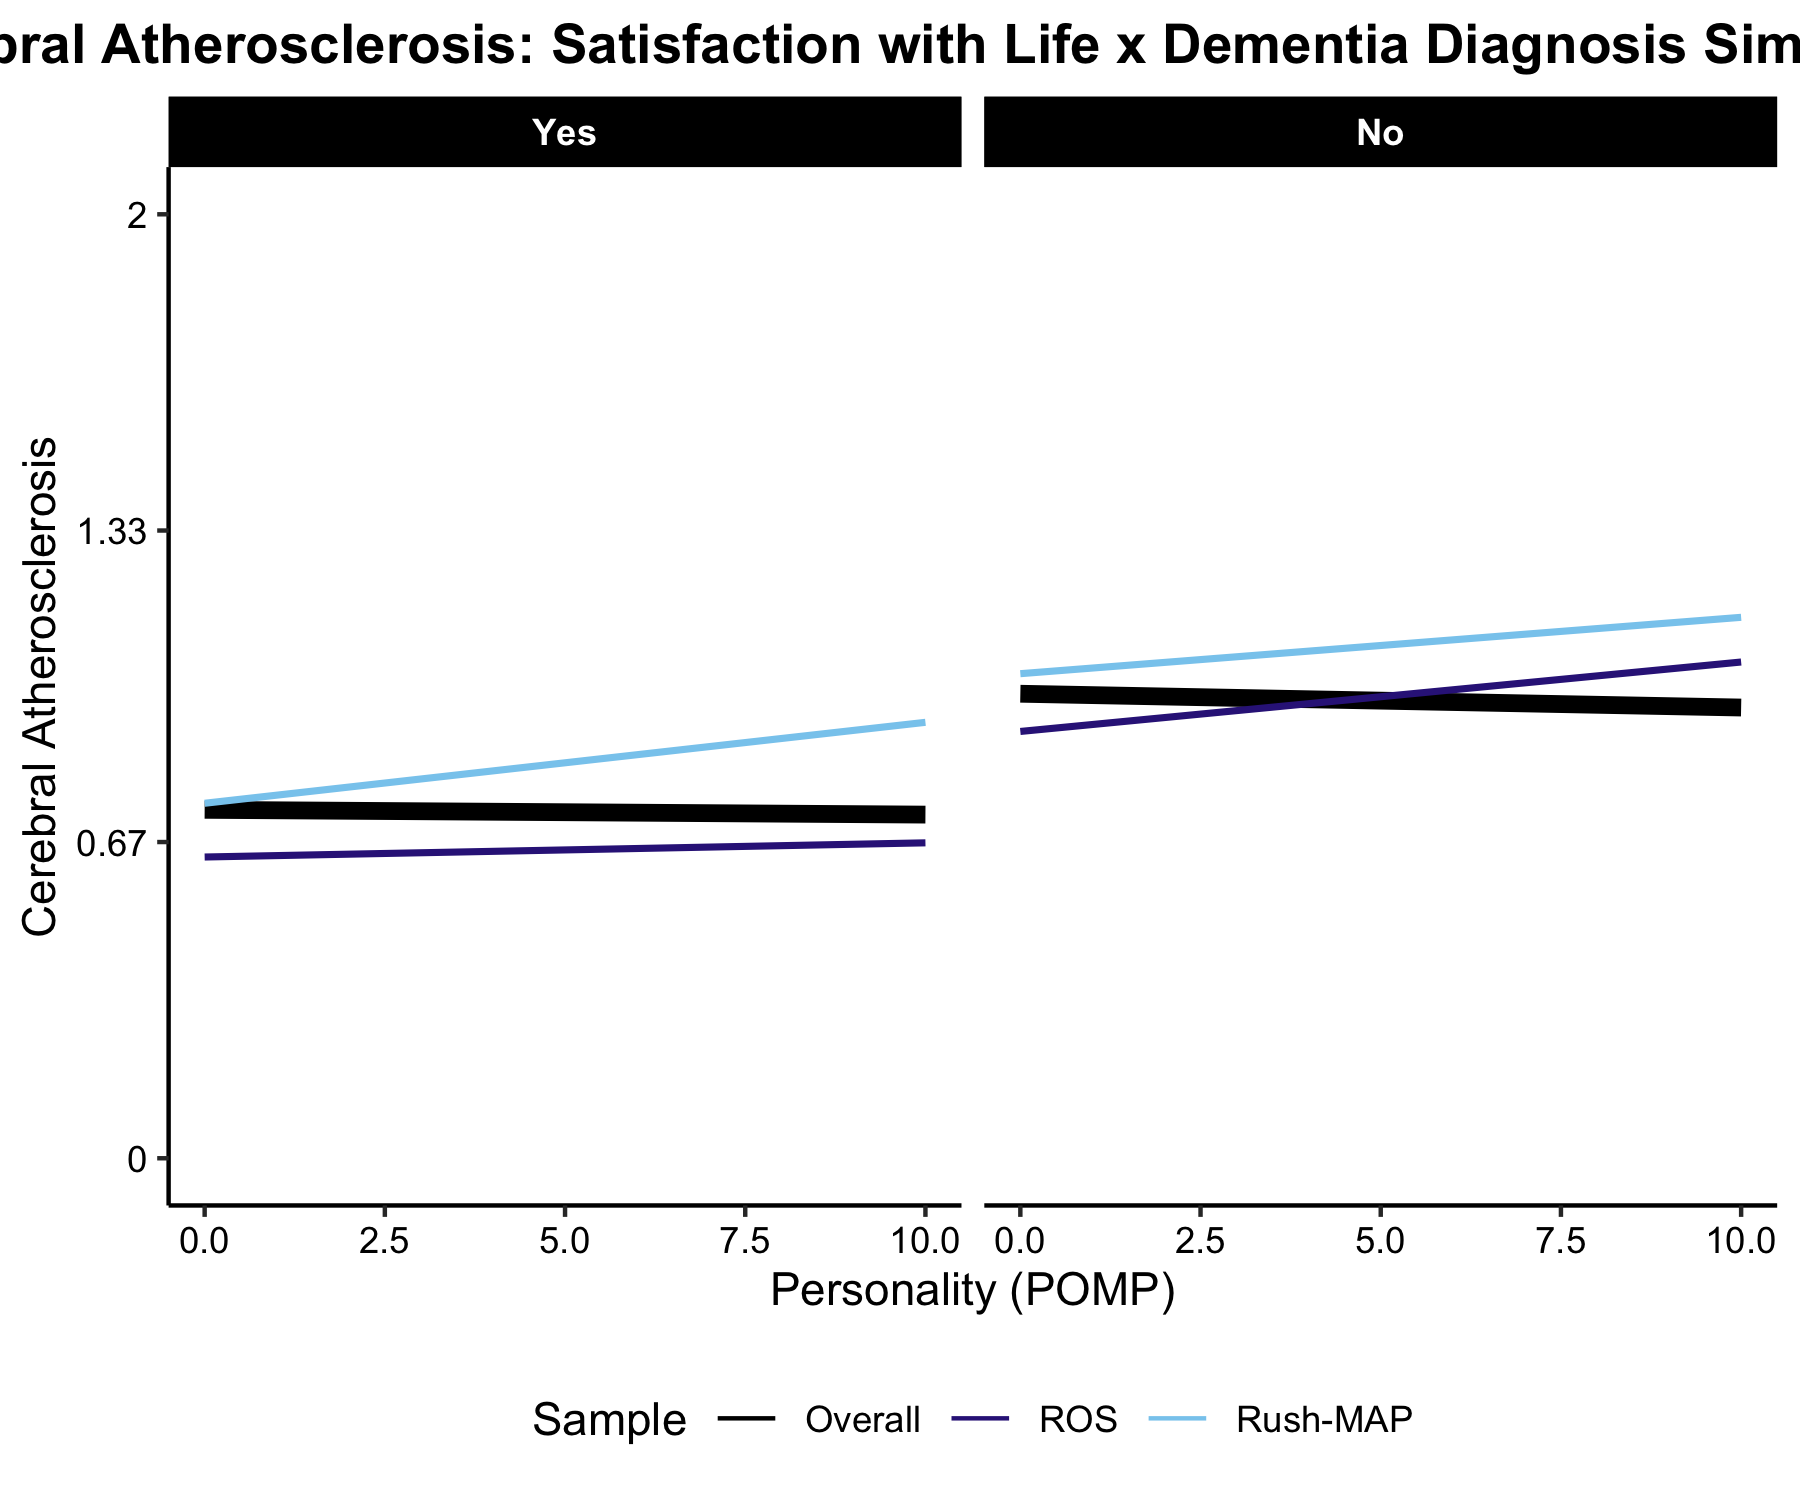 bral Atherosclerosis: Satisfaction with Life x Dementia Diagnosis Sim
Yes
No
Cerebral Atherosclerosis
2
1.33
0.67
0
0.0 2.5 5.0 7.5 10.0
0.0 2.5 5.0 7.5 10.0
Personality (POMP)
Sample Overall ROS Rush-MAP